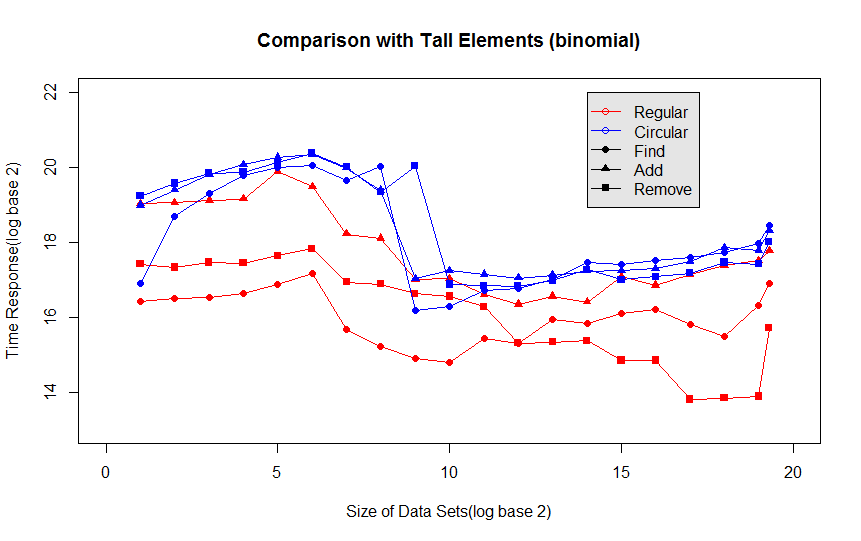 Comparison with Tall Elements (binomial)
22
20
18
16
14
Time Response(log base 2)
Regular
Circular
Find
Add
Remove
0
5
10
15
20
Size of Data Sets(log base 2)